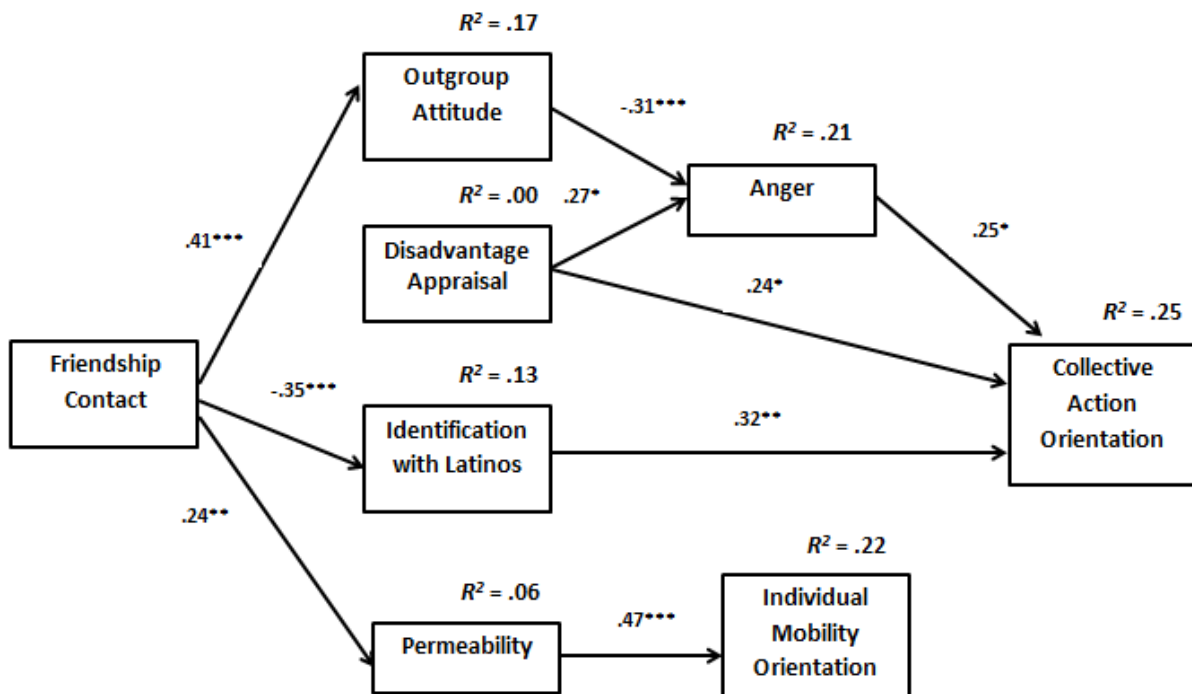 R² = .17
Outgroup
Attitude
-.31***
R² = .21
Anger
R² = .00
.27*
Disadvantage
Appraisal
.41***
.25*
.24*
R² = .25
Friendship
Contact
-.35***
R² = .13
Identification
with Latinos
.32**
Collective
Action
Orientation
.24**
R² = .06
Permeability
.47***
R² = .22
Individual
Mobility
Orientation